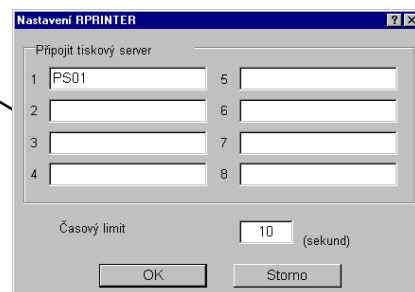 Nastavení RPRINTER
Připojit tiskový server
1 PS01 5
2 6
3 7
4 8
Časový limit 10 (sekund)
OK Storno